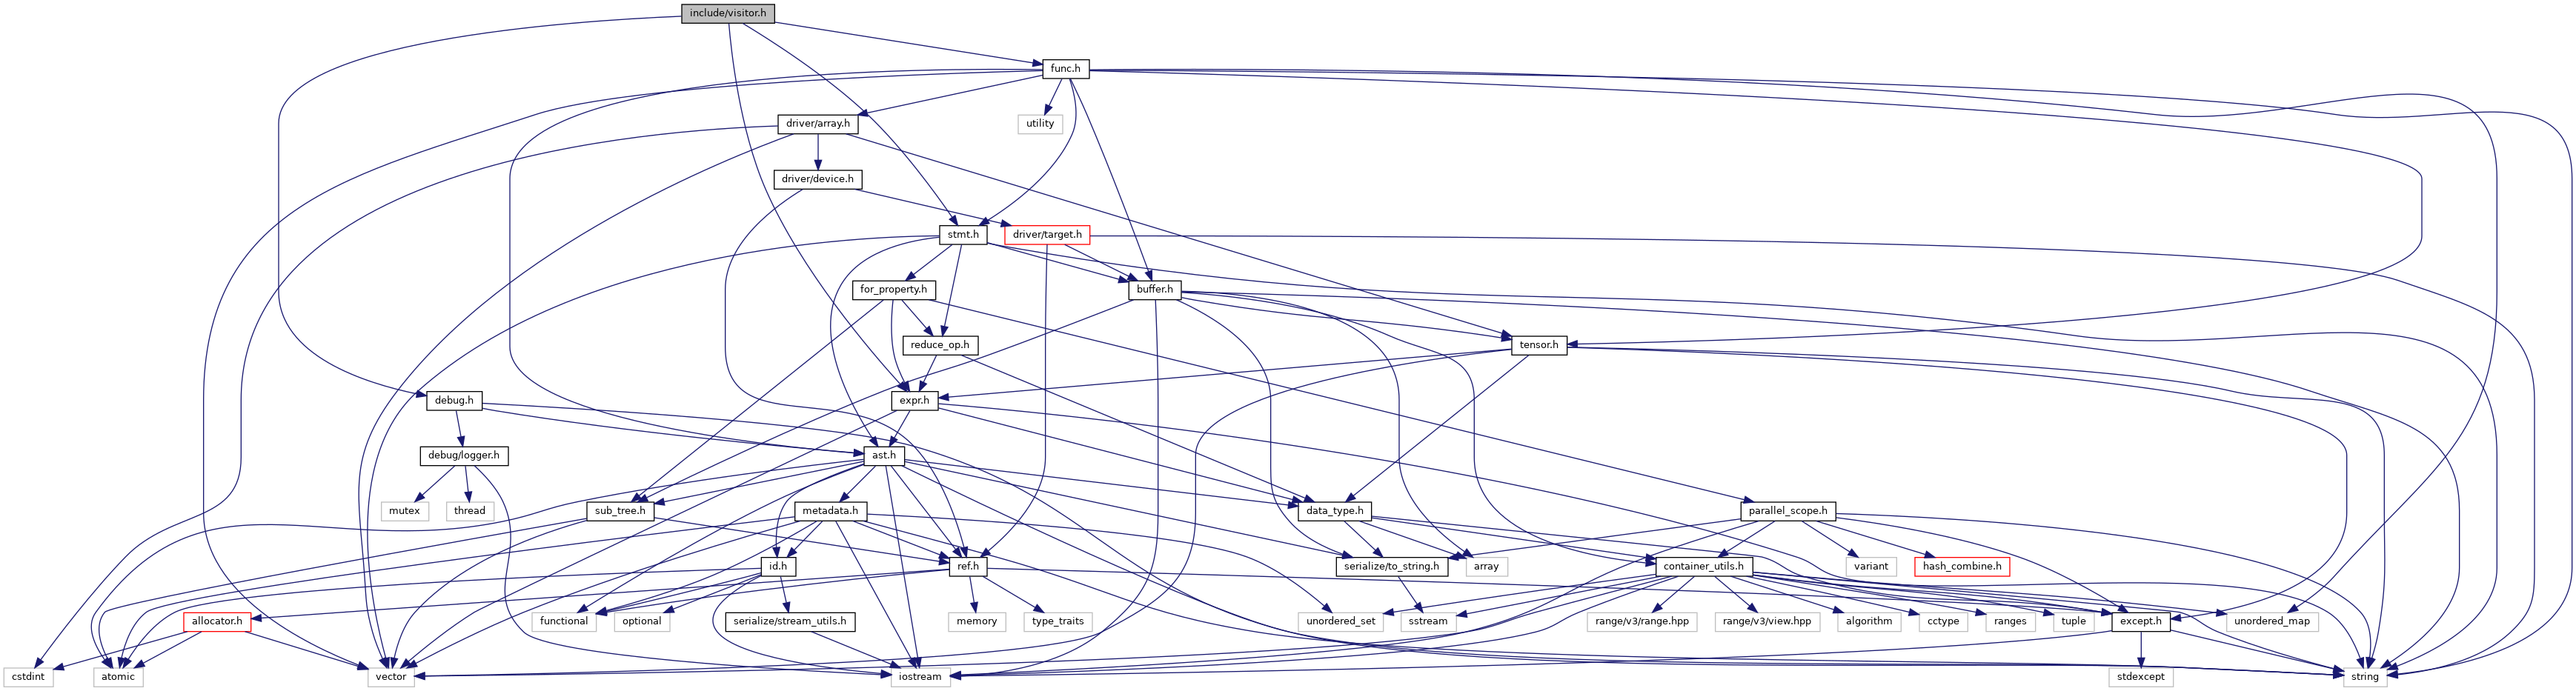 include/visitor.h
func.h
driver/array.h
utility
driver/device.h
stmt.h
driver/target.h
for_property.h
buffer.h
reduce_op.h
tensor.h
debug.h
expr.h
debug/logger.h
ast.h
mutex
thread
sub_tree.h
metadata.h
data_type.h
parallel_scope.h
id.h
ref.h
serialize/to_string.h
array
container_utils.h
variant
hash_combine.h
allocator.h
functional
optional
serialize/stream_utils.h
memory
type_traits
unordered_set
sstream
range/v3/range.hpp
range/v3/view.hpp
algorithm
cctype
ranges
tuple
except.h
unordered_map
cstdint
atomic
vector
iostream
stdexcept
string